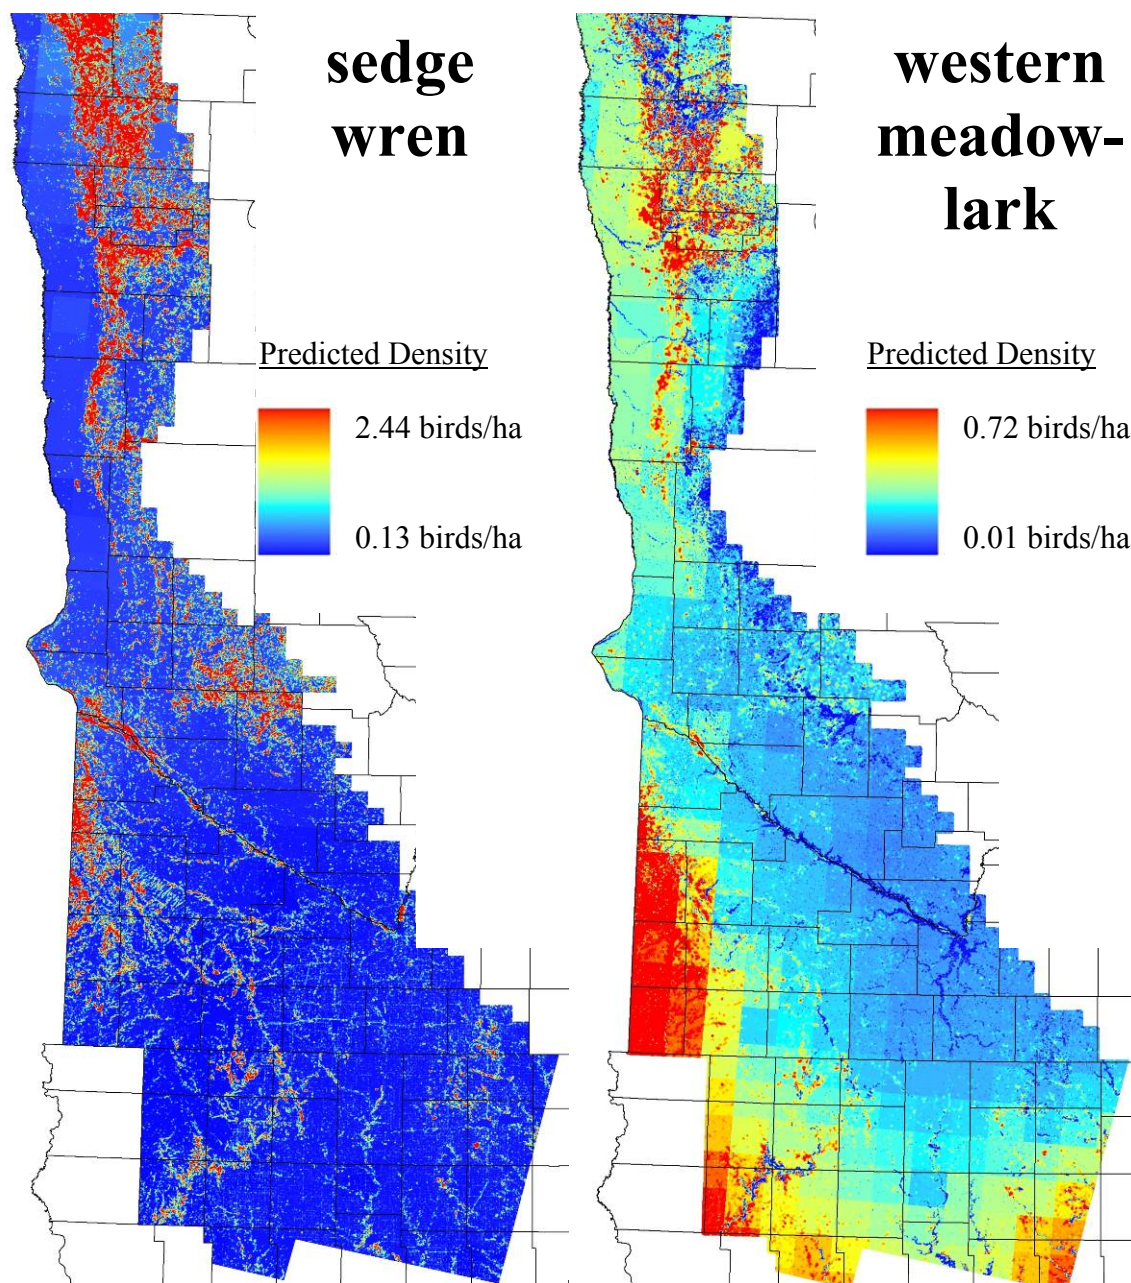 sedge
wren
Predicted Density
2.44 birds/ha
0.13 birds/ha
western
meadow-
lark
Predicted Density
0.72 birds/ha
0.01 birds/ha